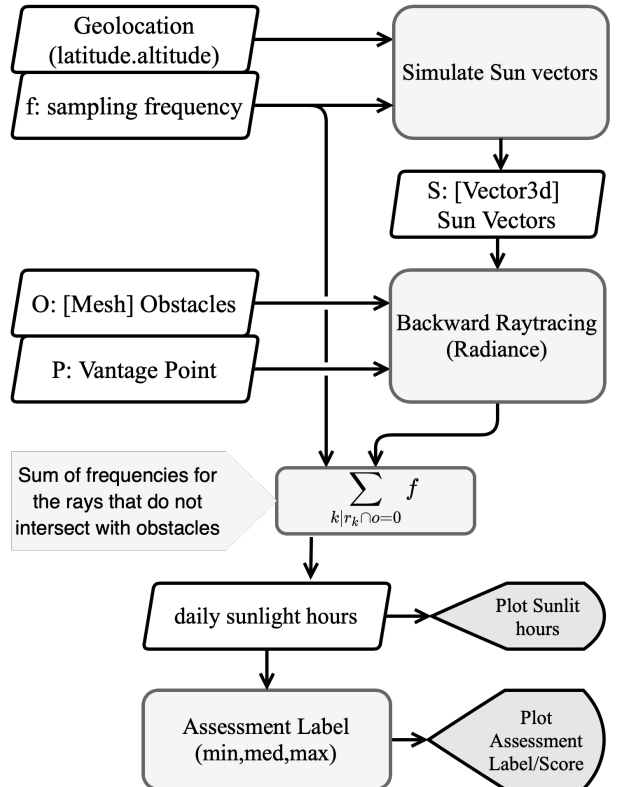 Geolocation
(latitude.altitude)
f: sampling frequency
Simulate Sun vectors
S: [Vector3d]
Sun Vectors
O: [Mesh] Obstacles
P: Vantage Point
Backward Raytracing
(Radiance)
Sum of frequencies for
the rays that do not
intersect with obstacles
∑ f
k|rₖ∩o=0
daily sunlight hours
Plot Sunlit
hours
Assessment Label
(min,med,max)
Plot
Assessment
Label/Score